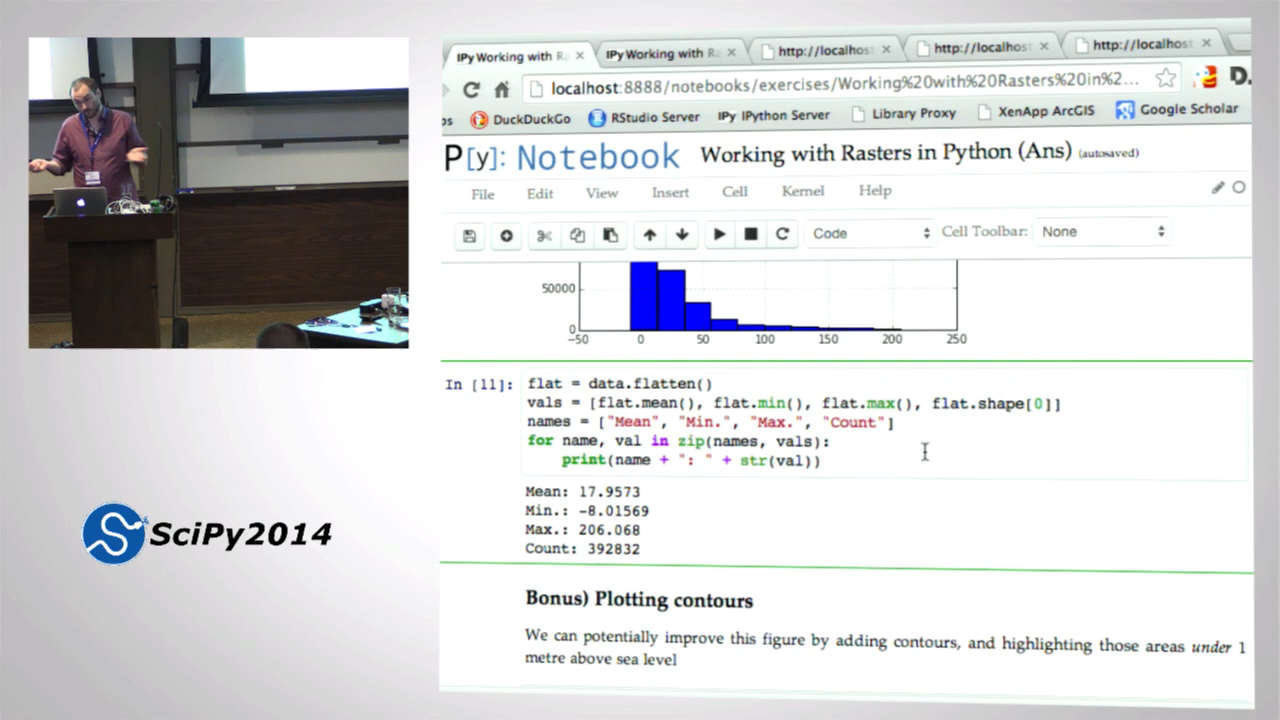 IPy Working with Ra
IPy Working with Ra
http://localhos
http://localhos
http://localhost
localhost:8888/notebooks/exercises/Working%20with%20Rasters%20in%2...
D.
os
DuckDuckGo
RStudio Server
IPy IPython Server
Library Proxy
XenApp ArcGIS
Google Scholar
P[y]: Notebook
Working with Rasters in Python (Ans) (autosaved)
File Edit View Insert Cell Kernel Help
Code
Cell Toolbar: None
50000
0
−50 0 50 100 150 200 250
In [11]: flat = data.flatten()
vals = [flat.mean(), flat.min(), flat.max(), flat.shape[0]]
names = ["Mean", "Min.", "Max.", "Count"]
for name, val in zip(names, vals):
    print(name + ": " + str(val))
Mean: 17.9573
Min.: -8.01569
Max.: 206.068
Count: 392832
Bonus) Plotting contours
We can potentially improve this figure by adding contours, and highlighting those areas under 1
metre above sea level
SciPy2014